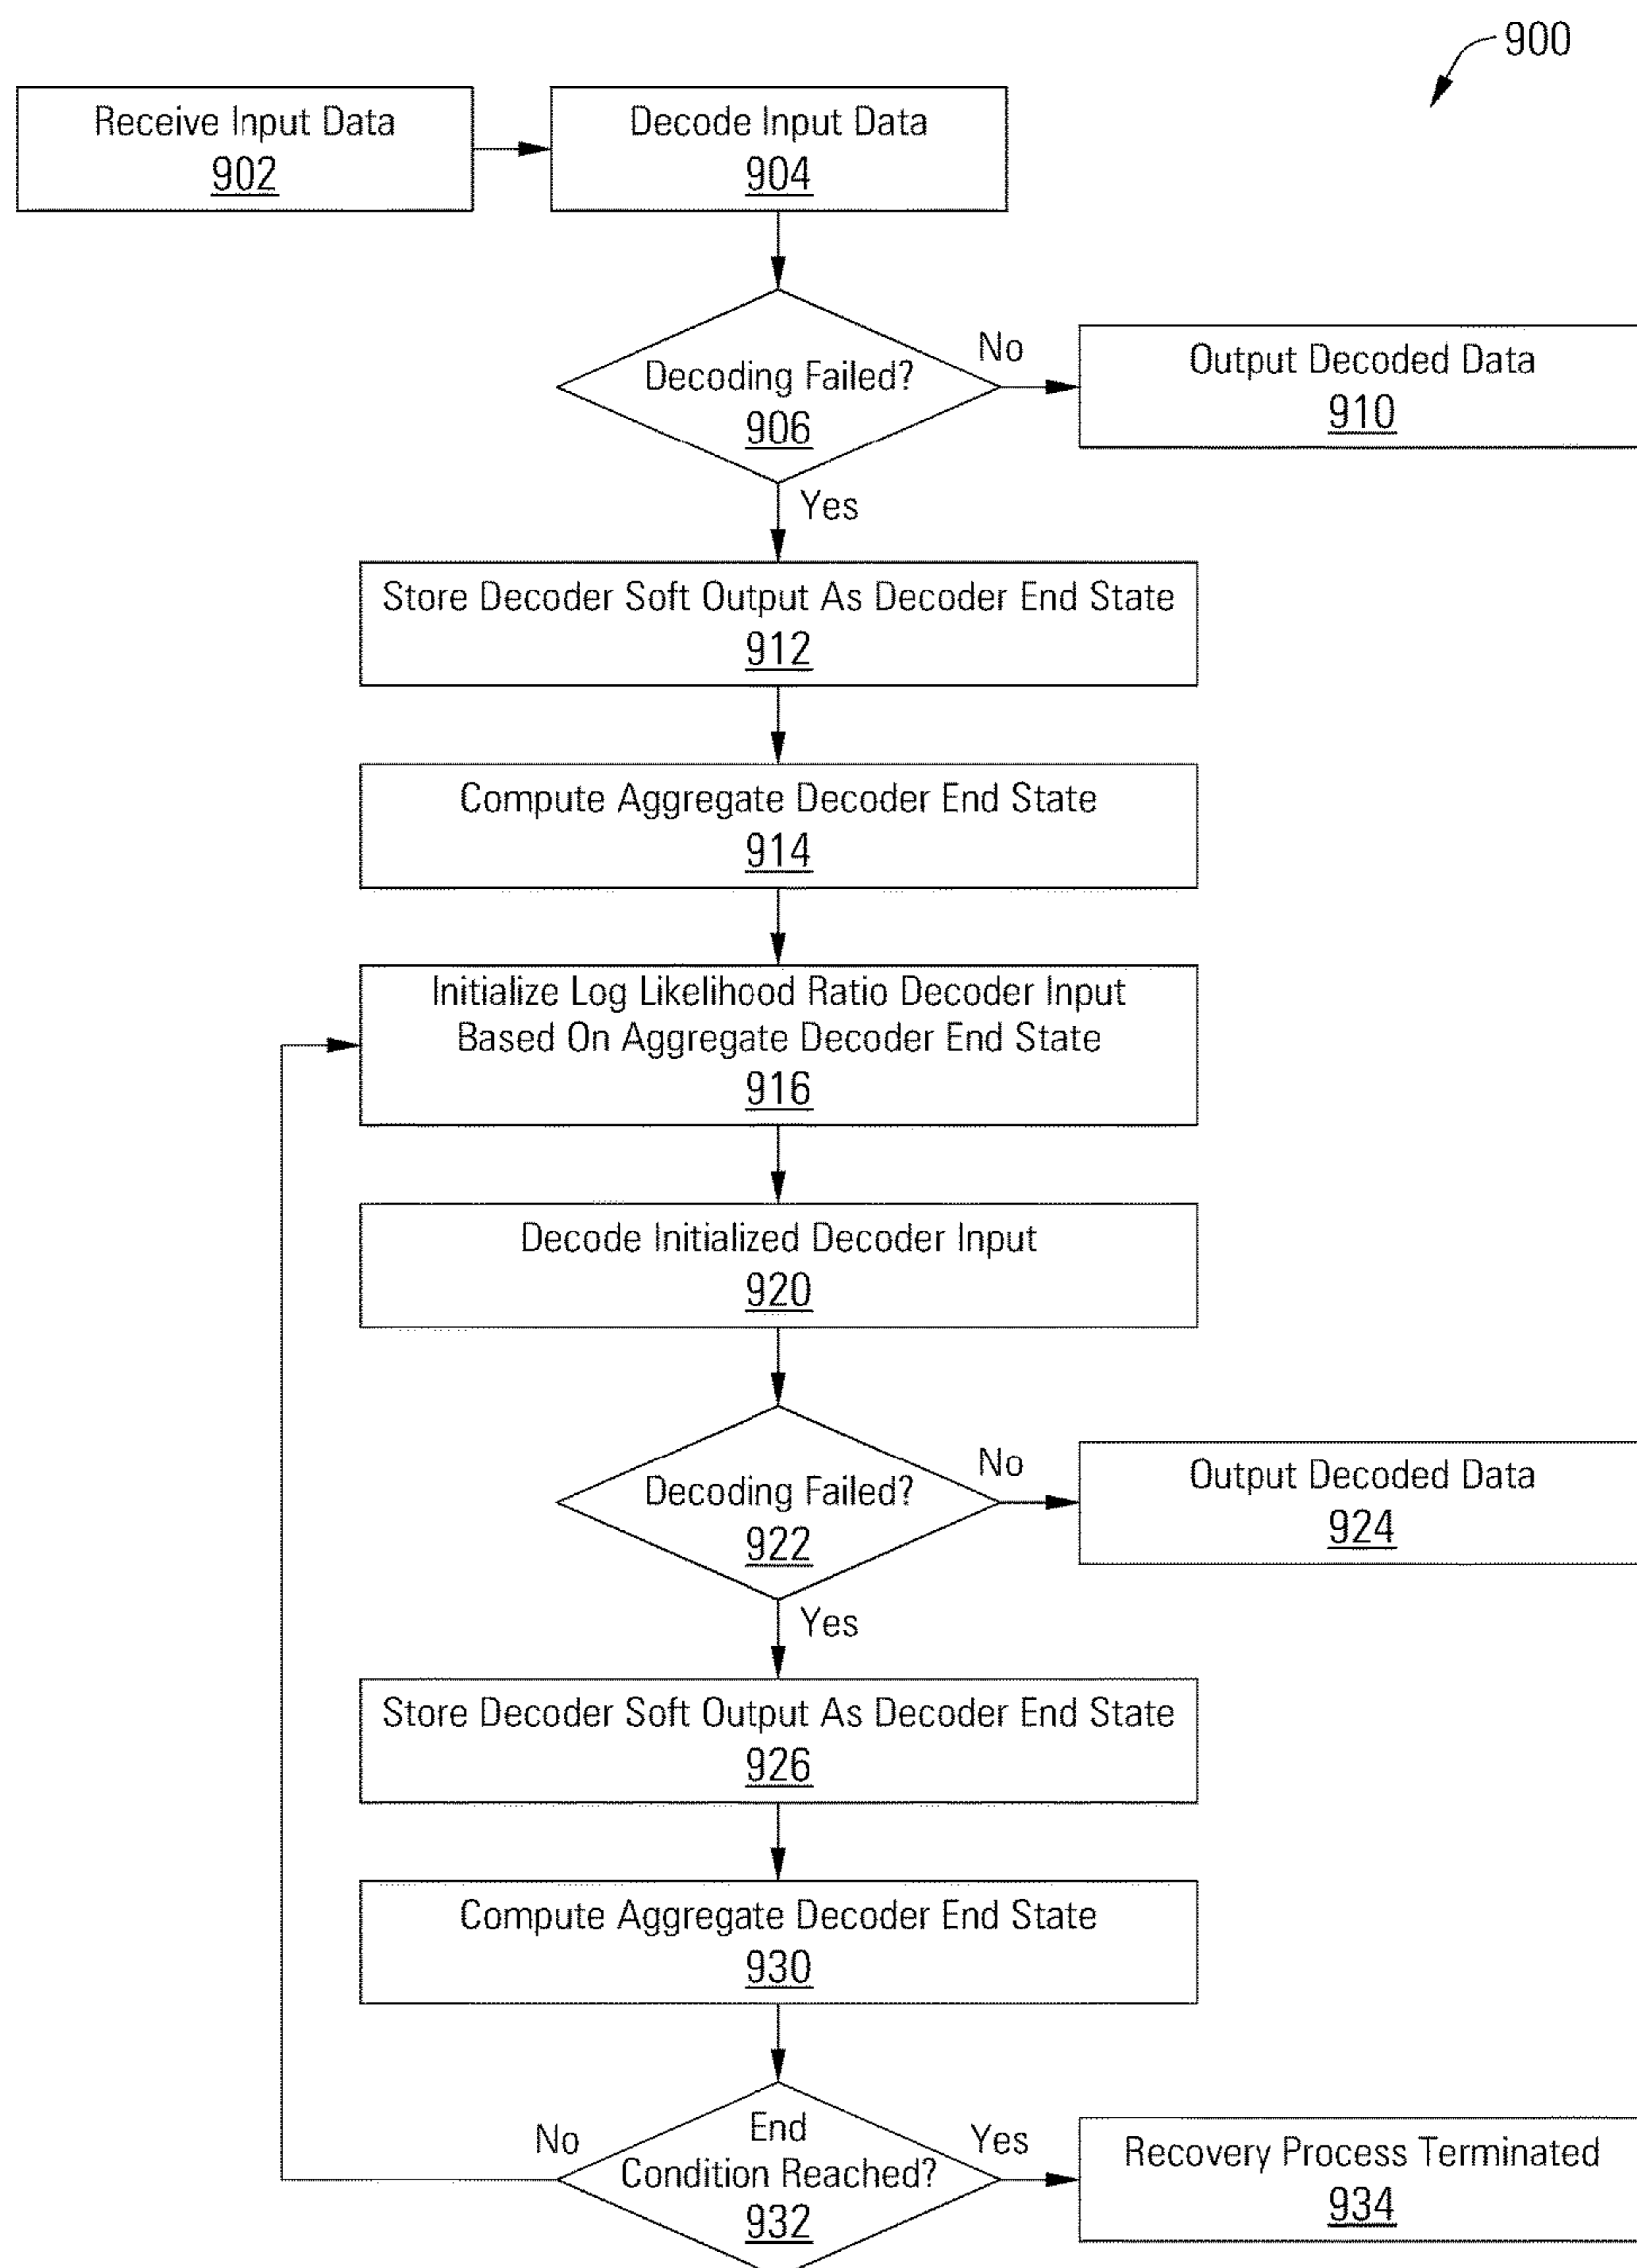 900
Receive Input Data
902
Decode Input Data
904
Decoding Failed?
906
No
Output Decoded Data
910
Yes
Store Decoder Soft Output As Decoder End State
912
Compute Aggregate Decoder End State
914
Initialize Log Likelihood Ratio Decoder Input
Based On Aggregate Decoder End State
916
Decode Initialized Decoder Input
920
Decoding Failed?
922
No
Output Decoded Data
924
Yes
Store Decoder Soft Output As Decoder End State
926
Compute Aggregate Decoder End State
930
End
Condition Reached?
932
No
Yes
Recovery Process Terminated
934